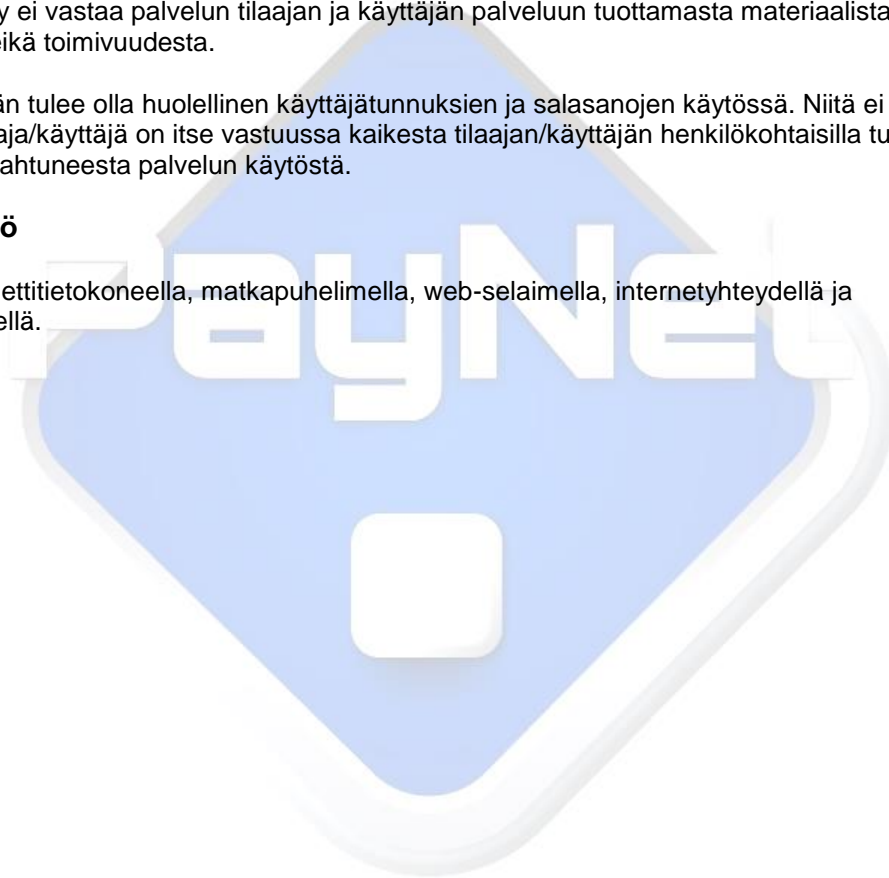 y ei vastaa palvelun tilaajan ja käyttäjän palveluun tuottamasta materiaalista
eikä toimivuudesta.
än tulee olla huolellinen käyttäjätunnuksien ja salasanojen käytössä. Niitä ei
aja/käyttäjä on itse vastuussa kaikesta tilaajan/käyttäjän henkilökohtaisilla tu
ahtuneesta palvelun käytöstä.
ö
ettitietokoneella, matkapuhelimella, web-selaimella, internetyhteydellä ja
ellä.
PayNet